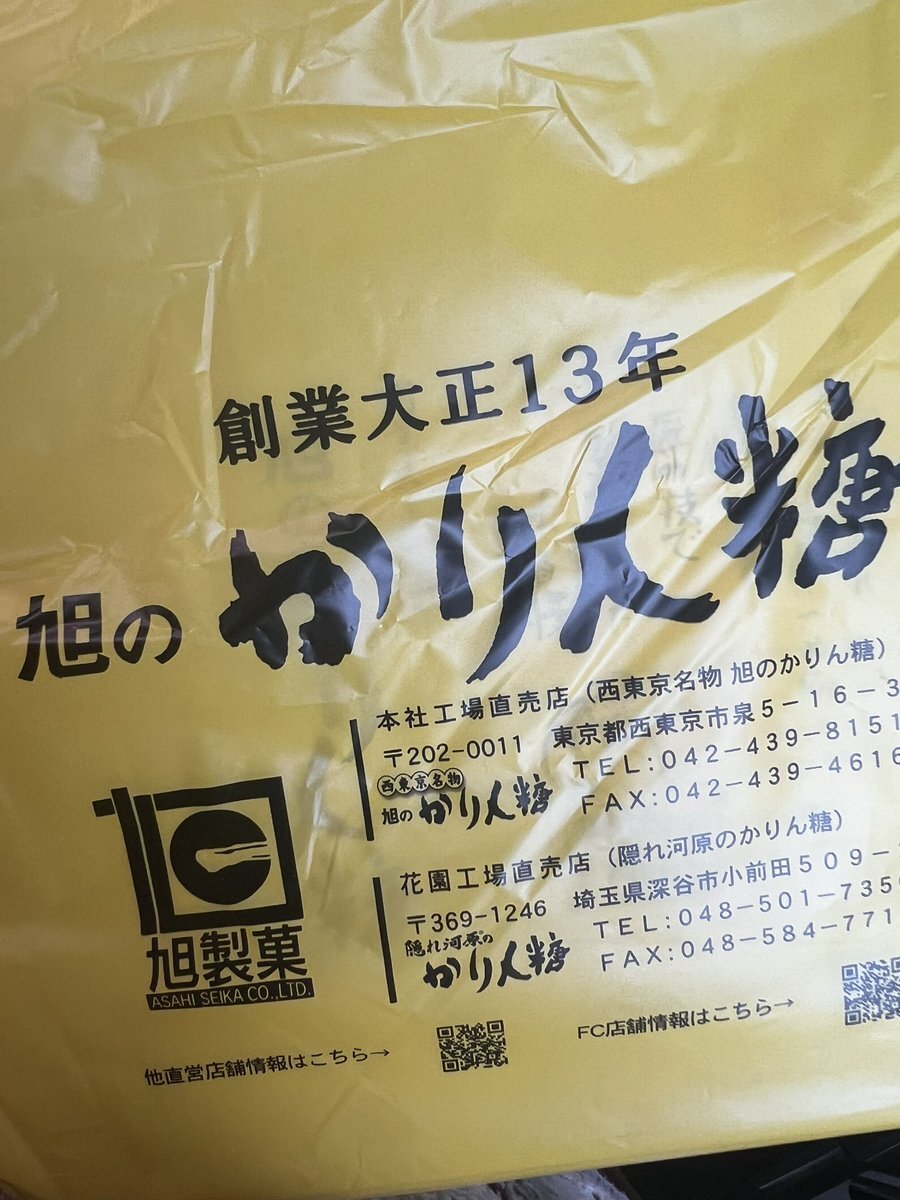 創業大正13年
旭の かりん糖
本社工場直売店（西東京名物 旭のかりん糖）
〒202-0011 東京都西東京市泉5－16－3
西東京名物
旭の かりん糖
TEL:042－439－8151
FAX:042－439－4616
花園工場直売店（隠れ河原のかりん糖）
〒369-1246 埼玉県深谷市小前田509－
隠れ河原の
かりん糖
TEL:048－501－735
FAX:048－584－771
旭製菓
ASAHI SEIKA CO.,LTD.
他直営店舗情報はこちら→
FC店舗情報はこちら→